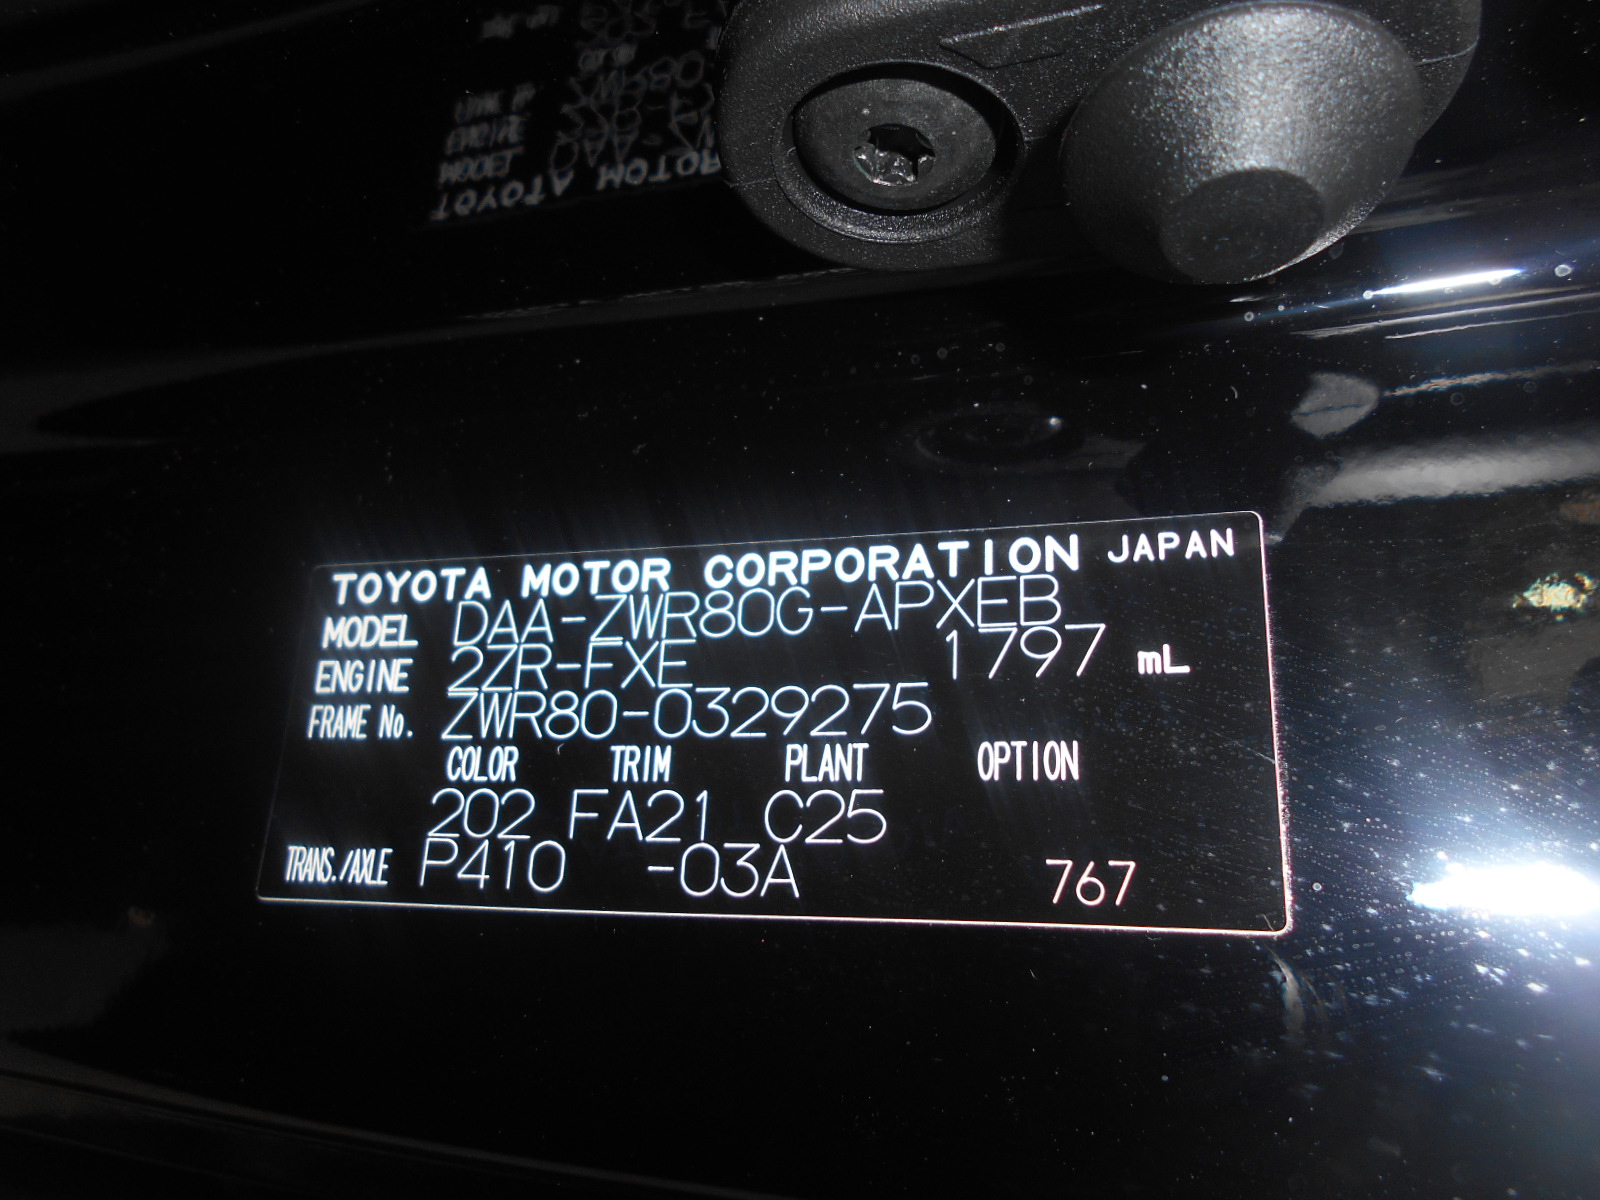 TOYOTA MOTOR CORPORATION JAPAN
MODEL DAA-ZWR80G-APXEB
ENGINE 2ZR-FXE 1797 mL
FRAME No. ZWR80-0329275
COLOR TRIM PLANT OPTION
202 FA21 C25
TRANS./AXLE P410 -03A 767